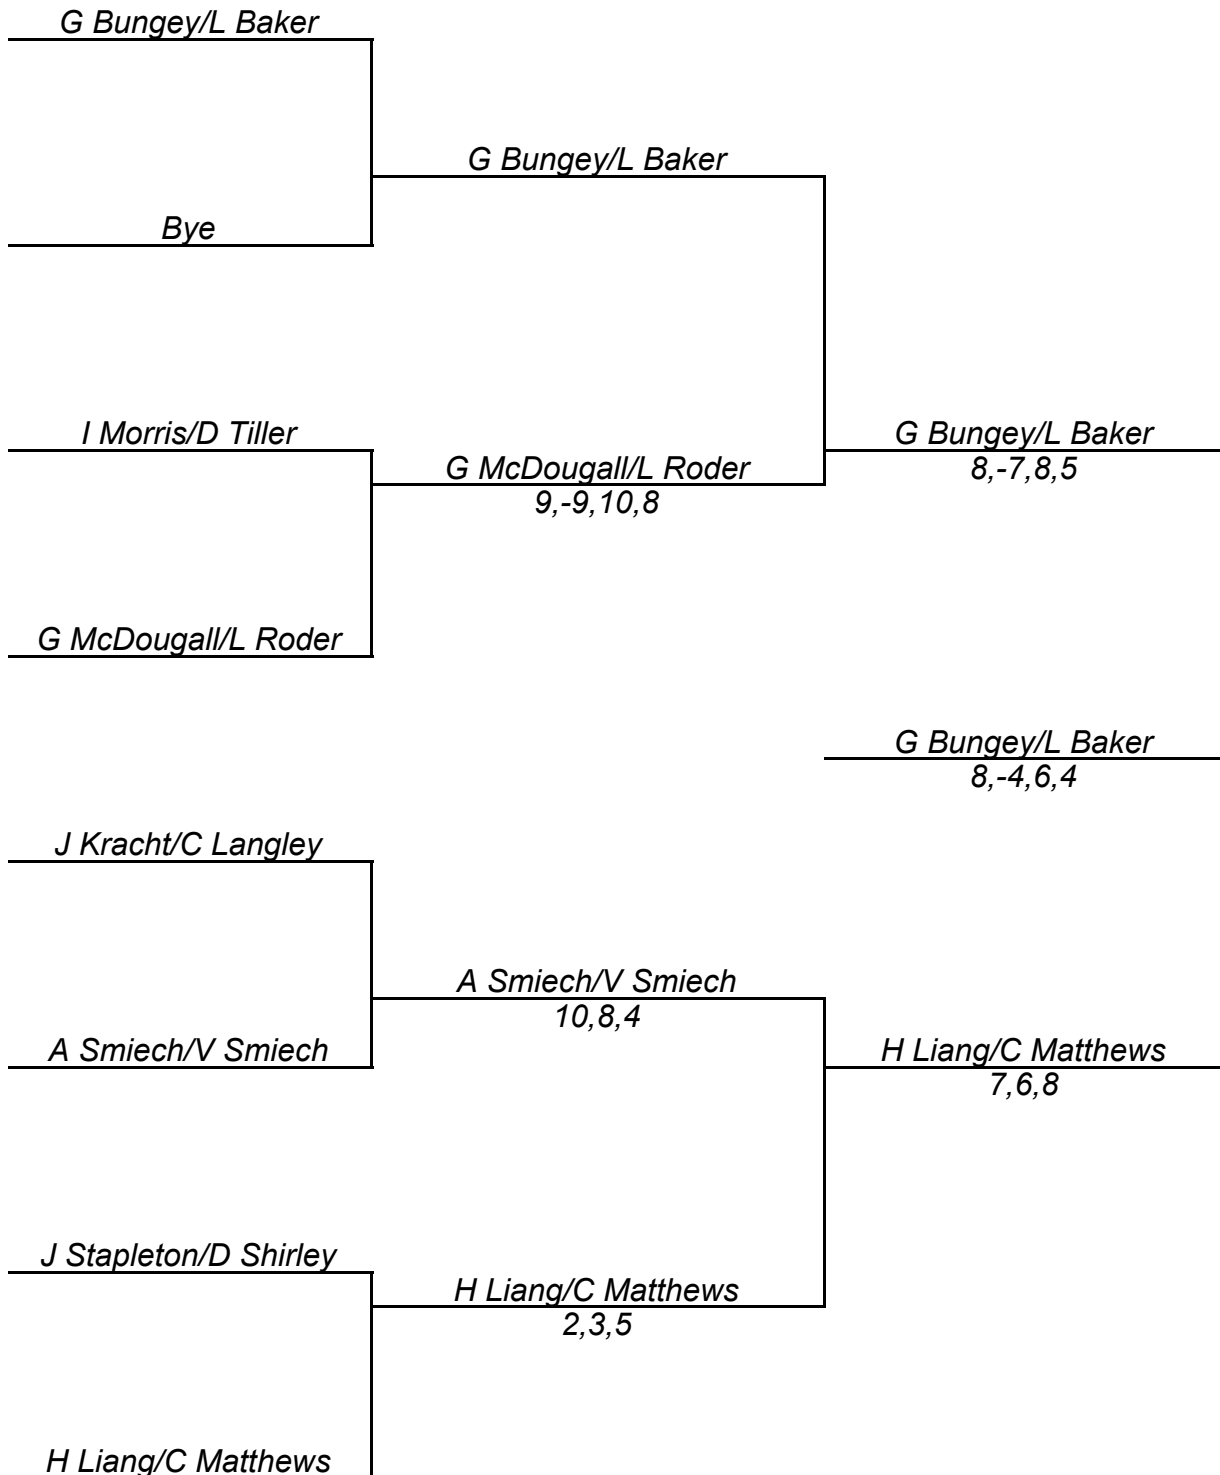 G Bungey/L Baker
G Bungey/L Baker
Bye
I Morris/D Tiller
G Bungey/L Baker
8,-7,8,5
G McDougall/L Roder
9,-9,10,8
G McDougall/L Roder
G Bungey/L Baker
8,-4,6,4
J Kracht/C Langley
A Smiech/V Smiech
10,8,4
A Smiech/V Smiech
H Liang/C Matthews
7,6,8
J Stapleton/D Shirley
H Liang/C Matthews
2,3,5
H Liang/C Matthews